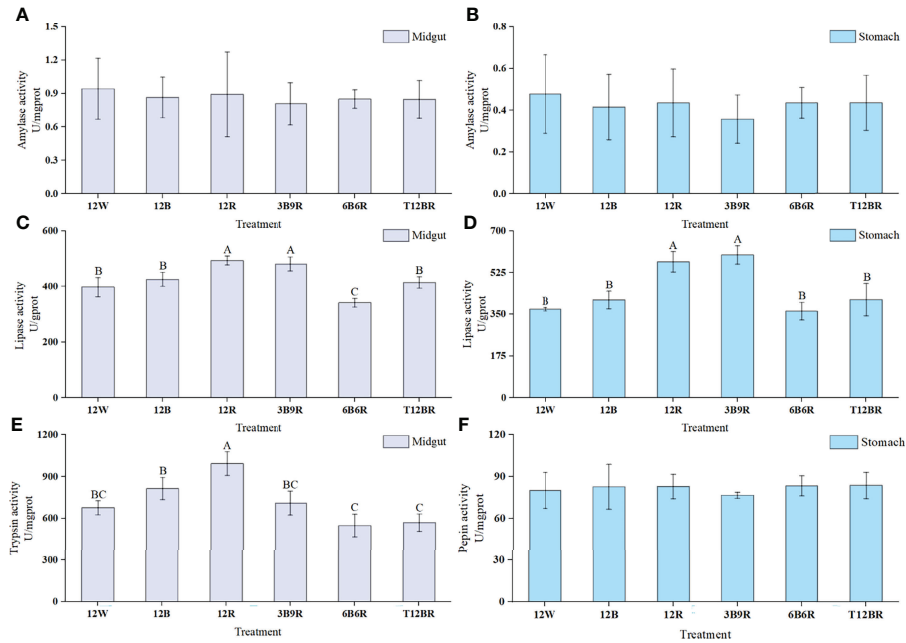 A
Midgut
Amylase activity
U/mgprot
1.5
1.2
0.9
0.6
0.3
0.0
12W 12B 12R 3B9R 6B6R T12BR
Treatment
B
Stomach
Amylase activity
U/mgprot
0.8
0.6
0.4
0.2
0.0
12W 12B 12R 3B9R 6B6R T12BR
Treatment
C
Midgut
Lipase activity
U/gprot
600
400
200
0
B B A A C B
12W 12B 12R 3B9R 6B6R T12BR
Treatment
D
Stomach
Lipase activity
U/gprot
700
525
350
175
0
B B A A B B
12W 12B 12R 3B9R 6B6R T12BR
Treatment
E
Midgut
Trypsin activity
U/mgprot
1200
900
600
300
0
BC B A BC C C
12W 12B 12R 3B9R 6B6R T12BR
Treatment
F
Stomach
Pepin activity
U/mgprot
120
90
60
30
0
12W 12B 12R 3B9R 6B6R T12BR
Treatment